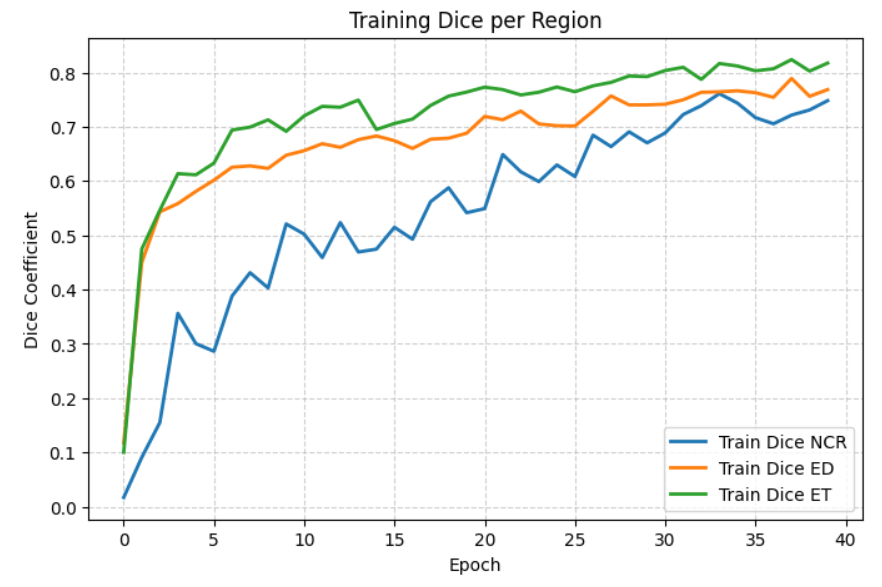 Training Dice per Region
Dice Coefficient
0.8
0.7
0.6
0.5
0.4
0.3
0.2
0.1
0.0
0 5 10 15 20 25 30 35 40
Epoch
Train Dice NCR
Train Dice ED
Train Dice ET